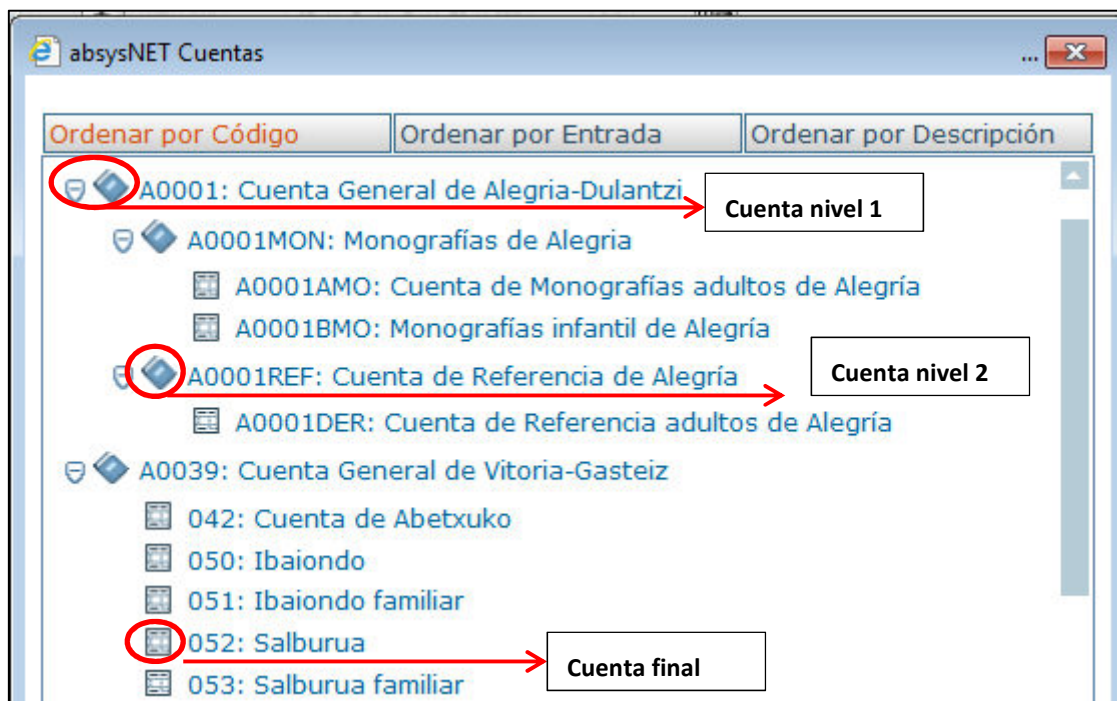 absysNET Cuentas ...
Ordenar por Código Ordenar por Entrada Ordenar por Descripción
A0001: Cuenta General de Alegria-Dulantzi
Cuenta nivel 1
A0001MON: Monografías de Alegria
A0001AMO: Cuenta de Monografías adultos de Alegría
A0001BMO: Monografías infantil de Alegría
A0001REF: Cuenta de Referencia de Alegría
Cuenta nivel 2
A0001DER: Cuenta de Referencia adultos de Alegría
A0039: Cuenta General de Vitoria-Gasteiz
042: Cuenta de Abetxuko
050: Ibaiondo
051: Ibaiondo familiar
052: Salburua
Cuenta final
053: Salburua familiar